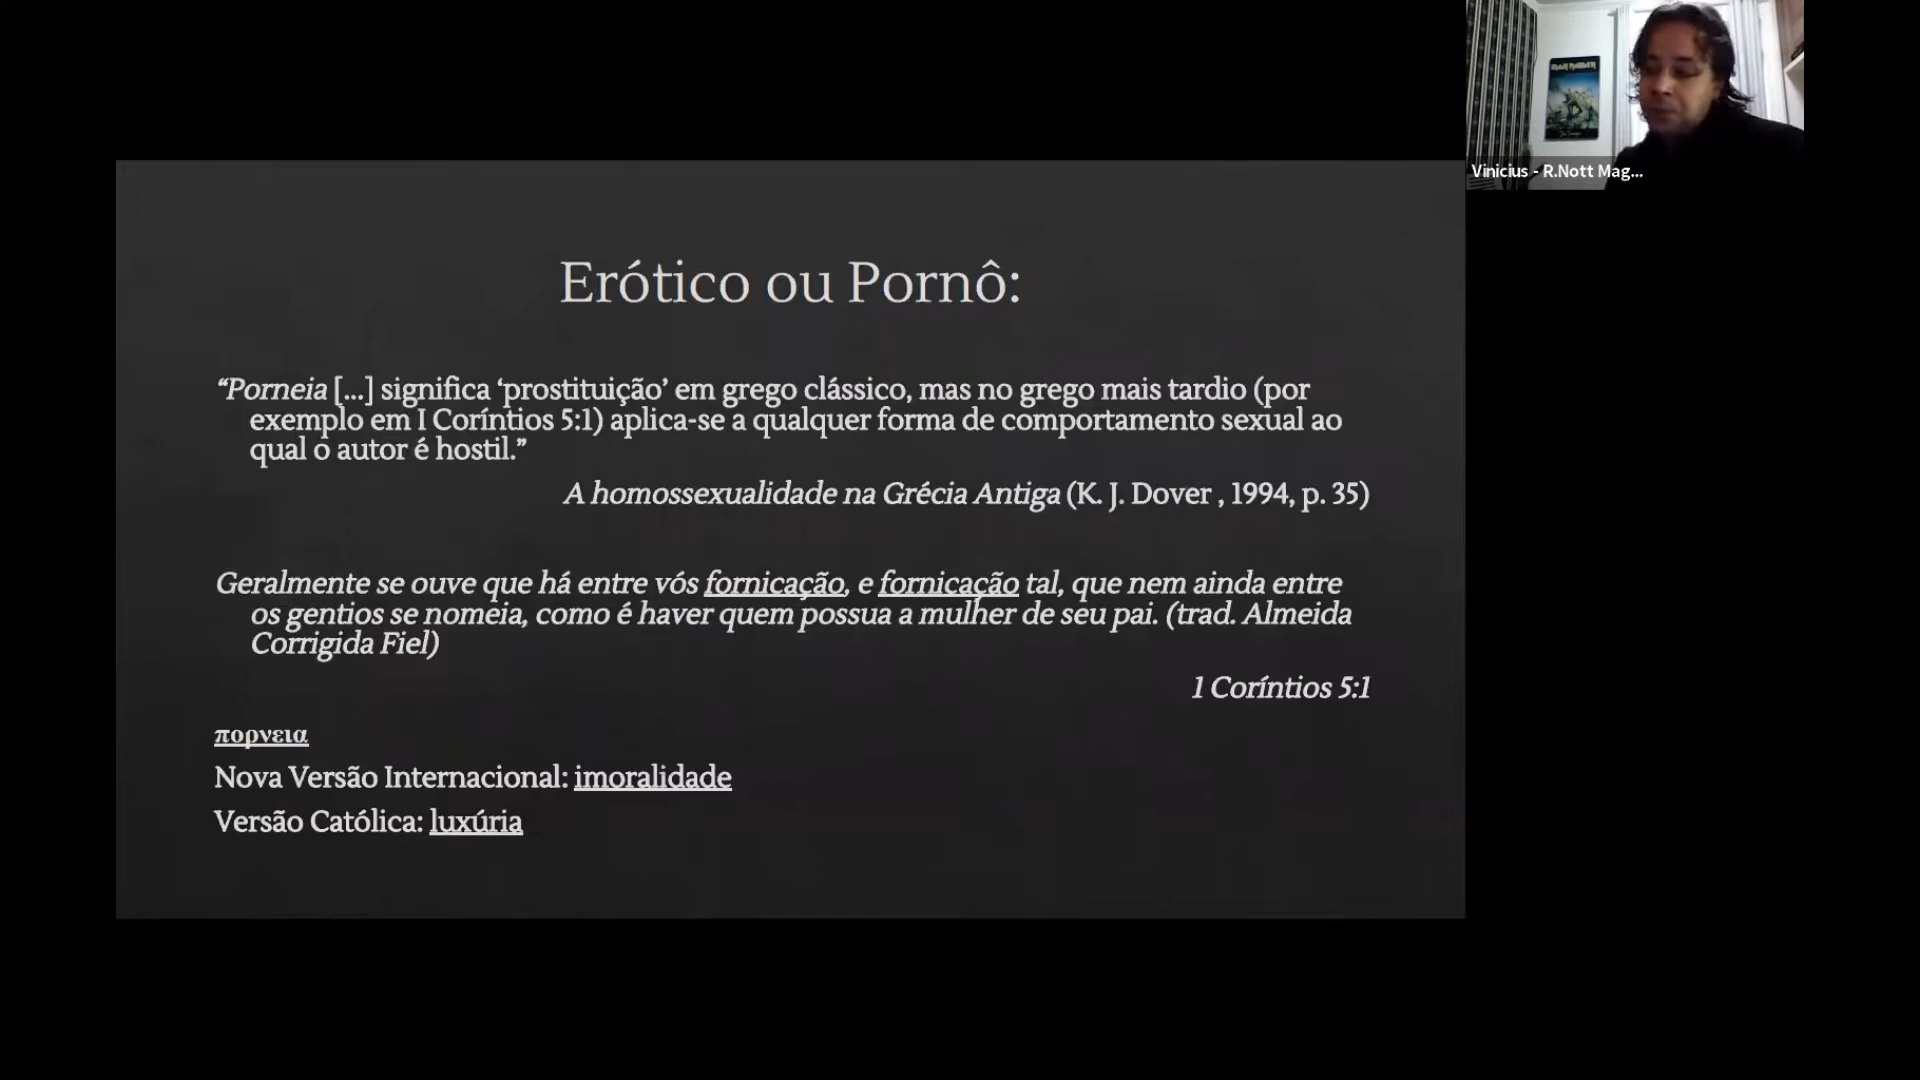 Vinicius - R.Nott Mag...
Erótico ou Pornô:
“Porneia [...] significa ‘prostituição’ em grego clássico, mas no grego mais tardio (por
exemplo em I Coríntios 5:1) aplica-se a qualquer forma de comportamento sexual ao
qual o autor é hostil.”
A homossexualidade na Grécia Antiga (K. J. Dover , 1994, p. 35)
Geralmente se ouve que há entre vós fornicação, e fornicação tal, que nem ainda entre
os gentios se nomeia, como é haver quem possua a mulher de seu pai. (trad. Almeida
Corrigida Fiel)
1 Coríntios 5:1
πορνεια
Nova Versão Internacional: imoralidade
Versão Católica: luxúria